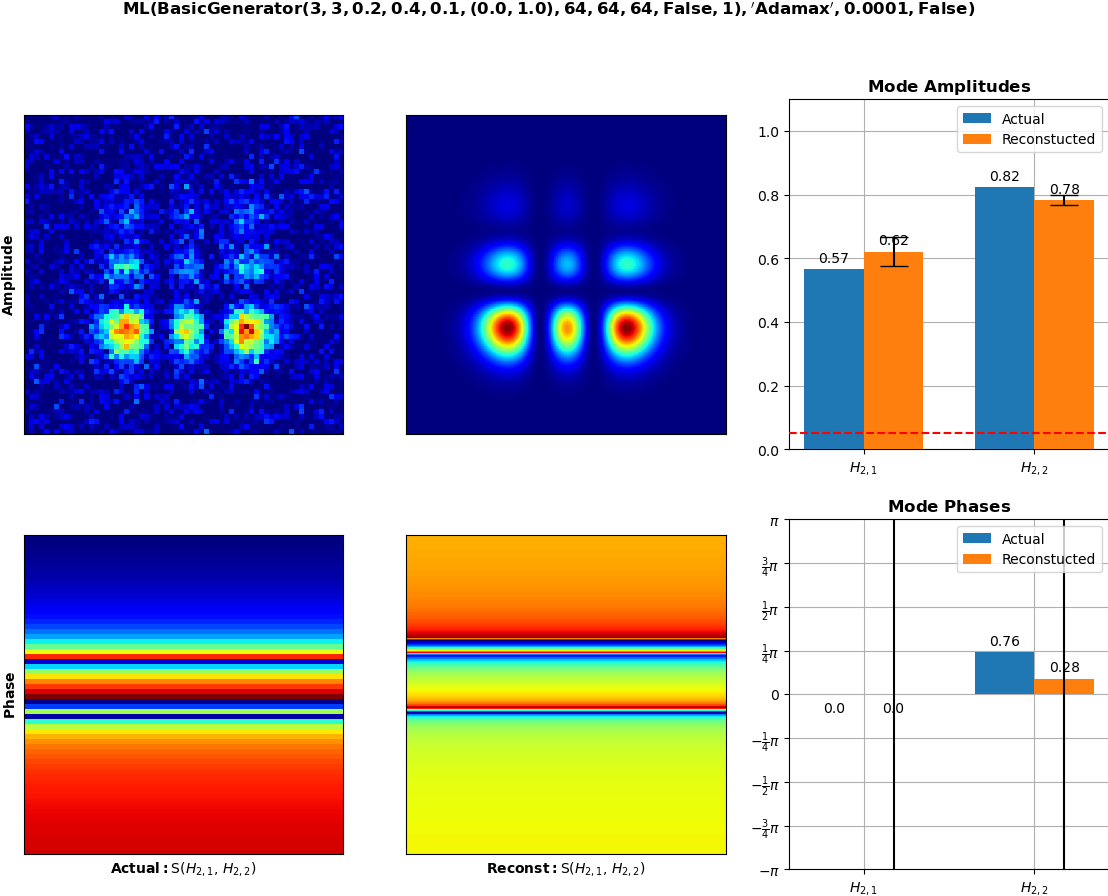 ML(BasicGenerator(3, 3, 0.2, 0.4, 0.1, (0.0, 1.0), 64, 64, 64, False, 1), ′Adamax′, 0.0001, False)
Amplitude
Mode Amplitudes
Actual
Reconstucted
1.0
0.8
0.6
0.4
0.2
0.0
0.57
0.62
0.82
0.78
H2,1
H2,2
Phase
Actual: S(H2,1, H2,2)
Reconst: S(H2,1, H2,2)
Mode Phases
Actual
Reconstucted
π
3/4π
1/2π
1/4π
0
−1/4π
−1/2π
−3/4π
−π
0.0
0.0
0.76
0.28
H2,1
H2,2